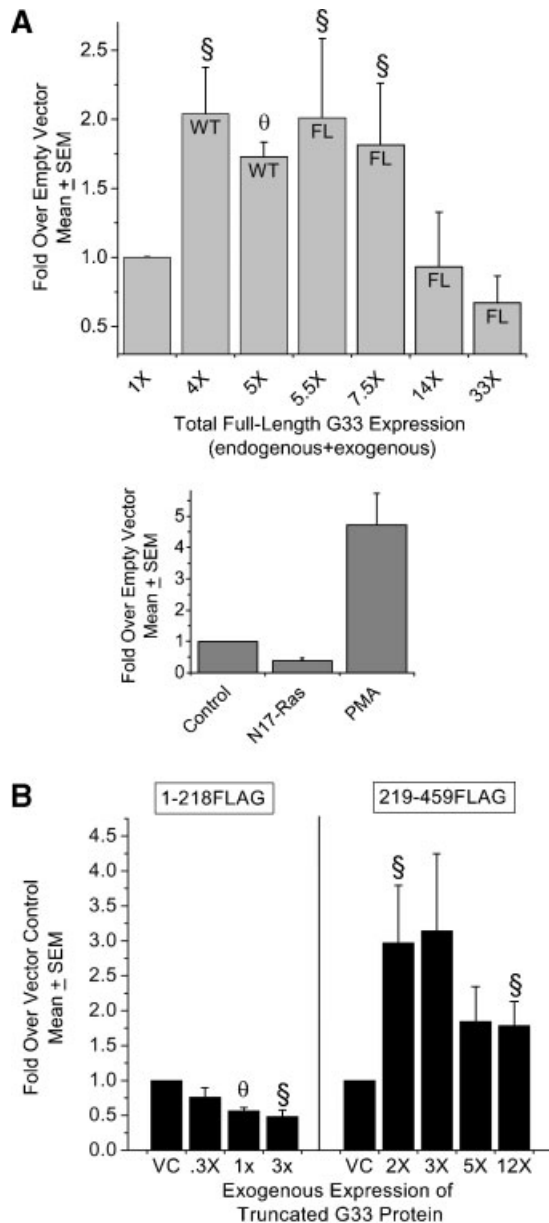 A
Fold Over Empty Vector
Mean ± SEM
2.5
2.0
1.5
1.0
0.5
§
θ
§
§
WT
WT
FL
FL
FL
FL
1X
4X
5X
5.5X
7.5X
14X
33X
Total Full-Length G33 Expression
(endogenous+exogenous)
Fold Over Empty Vector
Mean ± SEM
5
4
3
2
1
0
Control
N17-Ras
PMA
B
1-218FLAG
219-459FLAG
Fold Over Vector Control
Mean ± SEM
4.5
4.0
3.5
3.0
2.5
2.0
1.5
1.0
0.5
0.0
θ
§
§
§
VC .3X 1x 3x VC 2X 3X 5X 12X
Exogenous Expression of
Truncated G33 Protein